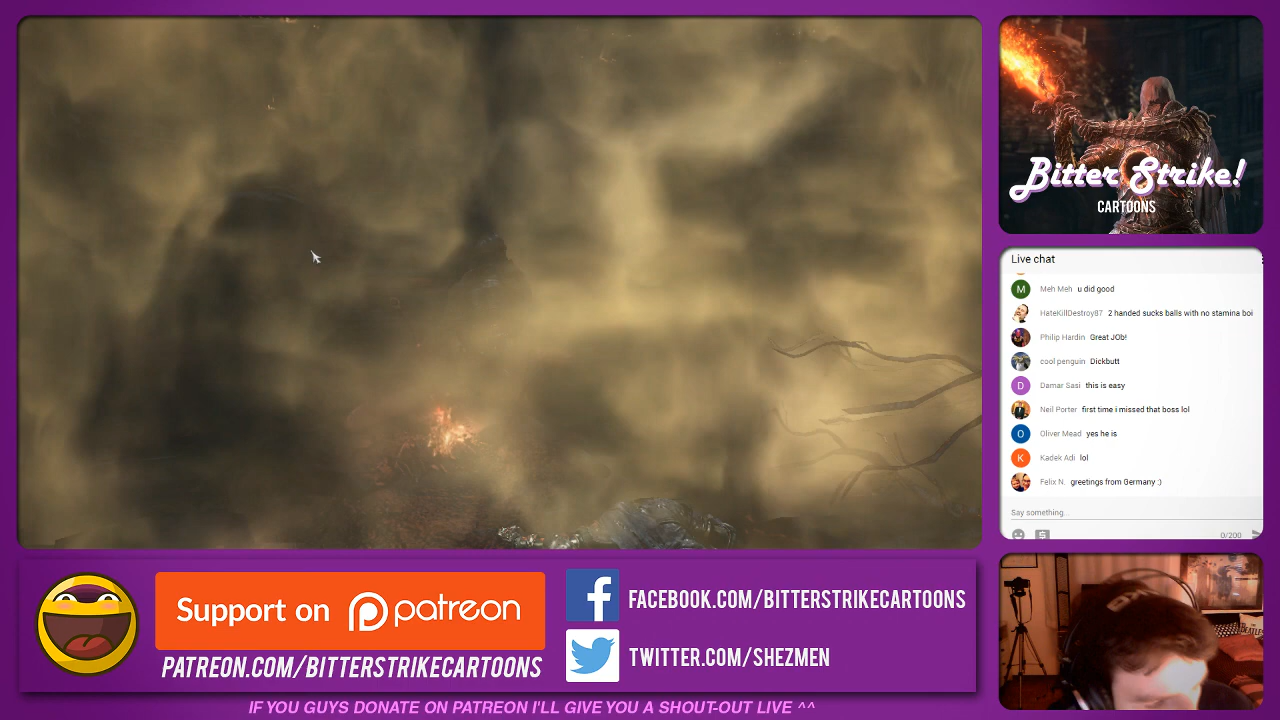 Bitter Strike!
CARTOONS
Live chat
M Meh Meh u did good
HateKillDestroy87 2 handed sucks balls with no stamina boi
Philip Hardin Great JOb!
cool penguin Dickbutt
D Damar Sasi this is easy
Neil Porter first time i missed that boss lol
O Oliver Mead yes he is
K Kadek Adi lol
Felix N. greetings from Germany :)
Say something...
0/200
Support on patreon
PATREON.COM/BITTERSTRIKECARTOONS
FACEBOOK.COM/BITTERSTRIKECARTOONS
TWITTER.COM/SHEZMEN
IF YOU GUYS DONATE ON PATREON I'LL GIVE YOU A SHOUT-OUT LIVE ^^